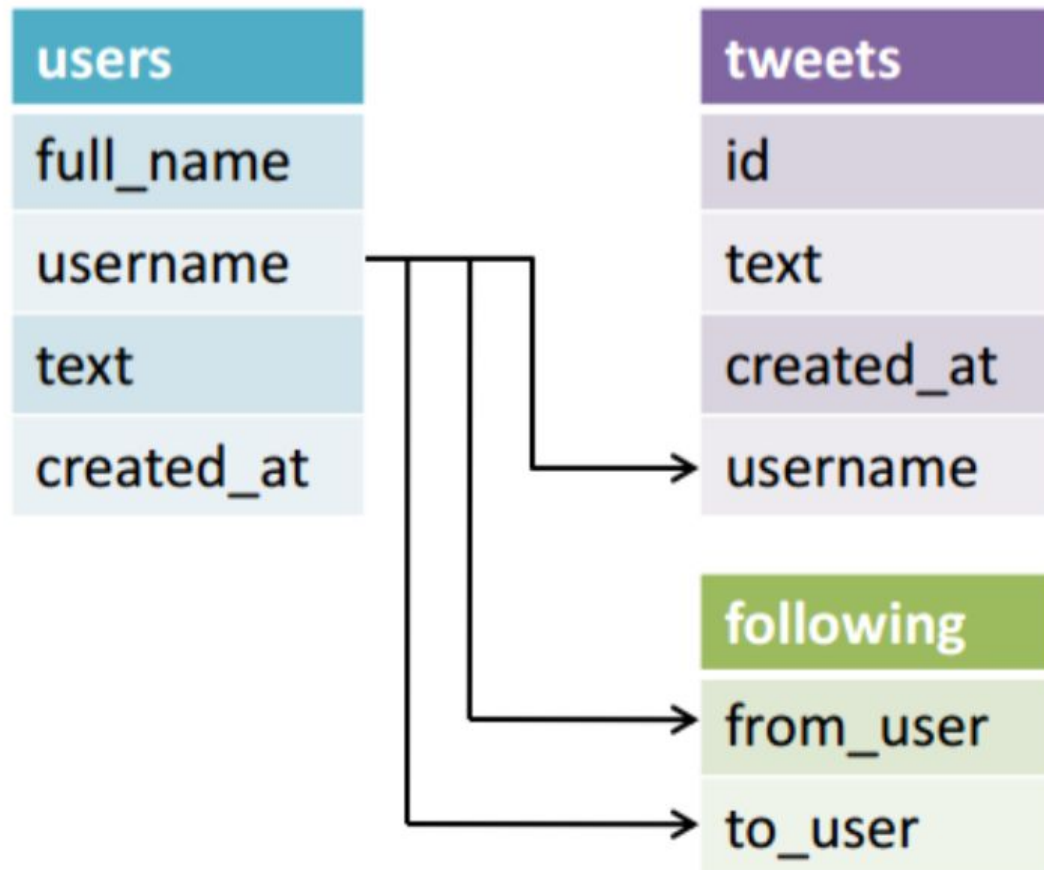 users
full_name
username
text
created_at
tweets
id
text
created_at
username
following
from_user
to_user